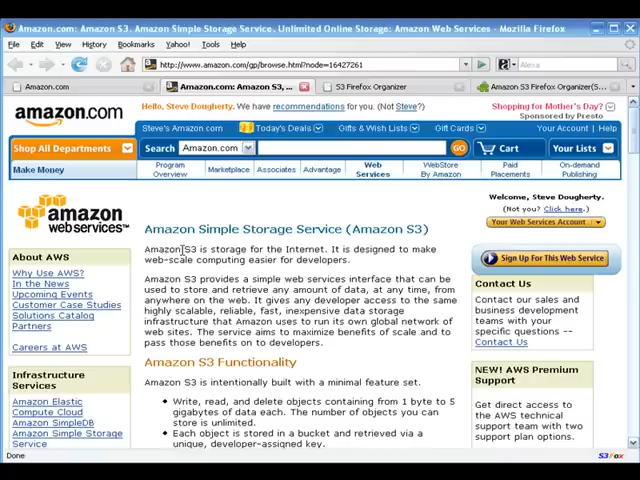 Amazon.com: Amazon S3, Amazon Simple Storage Service. Unlimited Online Storage: Amazon Web Services - Mozilla Firefox
File Edit View History Bookmarks Yahoo! Tools Help
http://www.amazon.com/gp/browse.html?node=16427261
Alexa
Amazon.com
Amazon.com: Amazon S3, ...
S3 Firefox Organizer
Amazon S3 Firefox Organizer(S...
amazon.com
Hello, Steve Dougherty. We have recommendations for you. (Not Steve?)
Shopping for Mother's Day?
Sponsored by Presto
Steve's Amazon.com
Today's Deals
Gifts & Wish Lists
Gift Cards
Your Account | Help
Shop All Departments
Search
Amazon.com
GO
Cart
Your Lists
Make Money
Program Overview
Marketplace
Associates
Advantage
Web Services
WebStore By Amazon
Paid Placements
On-demand Publishing
amazon
web services™
Welcome, Steve Dougherty.
(Not you? Click here.)
Your Web Services Account
Amazon Simple Storage Service (Amazon S3)
Amazon S3 is storage for the Internet. It is designed to make
web-scale computing easier for developers.
Sign Up For This Web Service
About AWS
Why Use AWS?
In the News
Upcoming Events
Customer Case Studies
Solutions Catalog
Partners
Careers at AWS
Amazon S3 provides a simple web services interface that can be
used to store and retrieve any amount of data, at any time, from
anywhere on the web. It gives any developer access to the same
highly scalable, reliable, fast, inexpensive data storage
infrastructure that Amazon uses to run its own global network of
web sites. The service aims to maximize benefits of scale and to pass
those benefits on to developers.
Contact Us
Contact our sales and
business development
teams with your
specific questions --
Contact Us
Amazon S3 Functionality
Amazon S3 is intentionally built with a minimal feature set.
Write, read, and delete objects containing from 1 byte to 5
gigabytes of data each. The number of objects you can
store is unlimited.
Each object is stored in a bucket and retrieved via a
unique, developer-assigned key.
Infrastructure
Services
Amazon Elastic
Compute Cloud
Amazon SimpleDB
Amazon Simple Storage
Service
NEW! AWS Premium
Support
Get direct access to
the AWS technical
support team with two
support plan options.
Done
S3Fox